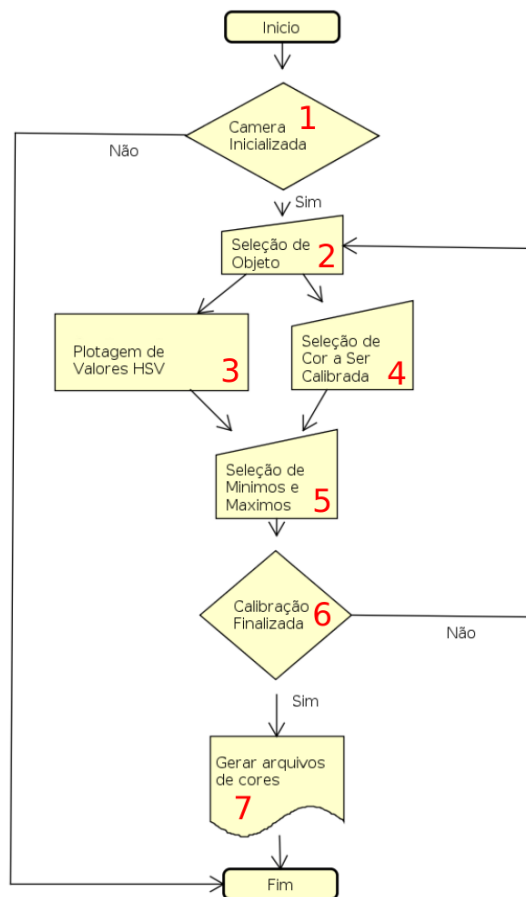 Inicio
Camera
Inicializada
1
Não
Sim
Seleção de
Objeto
2
Plotagem de
Valores HSV
3
Seleção de
Cor a Ser
Calibrada
4
Seleção de
Minimos e
Maximos
5
Calibração
Finalizada
6
Não
Sim
Gerar arquivos
de cores
7
Fim